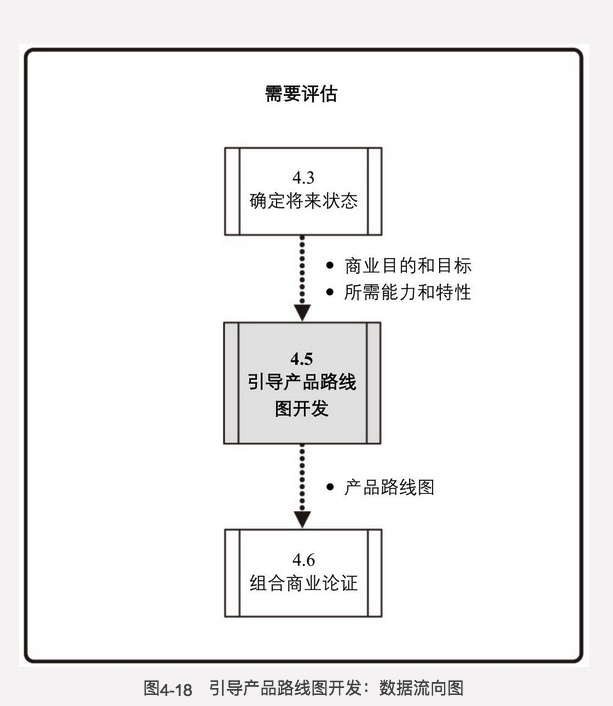 需要评估
4.3
确定将来状态
• 商业目的和目标
• 所需能力和特性
4.5
引导产品路线
图开发
• 产品路线图
4.6
组合商业论证
图4-18 引导产品路线图开发：数据流向图